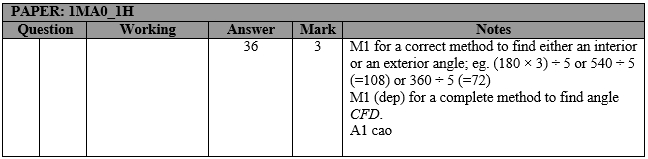 PAPER: 1MA0_1H
Question Working Answer Mark Notes
36 3 M1 for a correct method to find either an interior
or an exterior angle; eg. (180 × 3) ÷ 5 or 540 ÷ 5
(=108) or 360 ÷ 5 (=72)
M1 (dep) for a complete method to find angle
CFD.
A1 cao